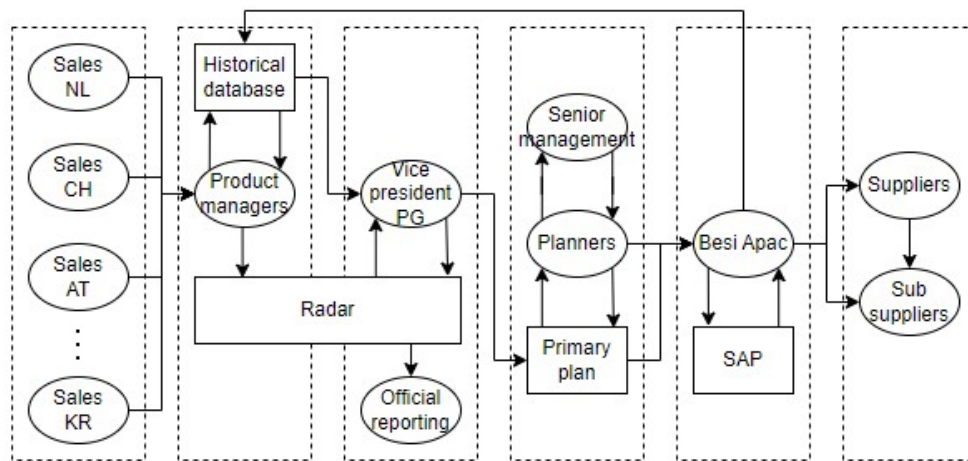 Sales
NL
Sales
CH
Sales
AT
Sales
KR
Historical
database
Product
managers
Radar
Vice
president
PG
Official
reporting
Senior
management
Planners
Primary
plan
Besi Apac
SAP
Suppliers
Sub
suppliers